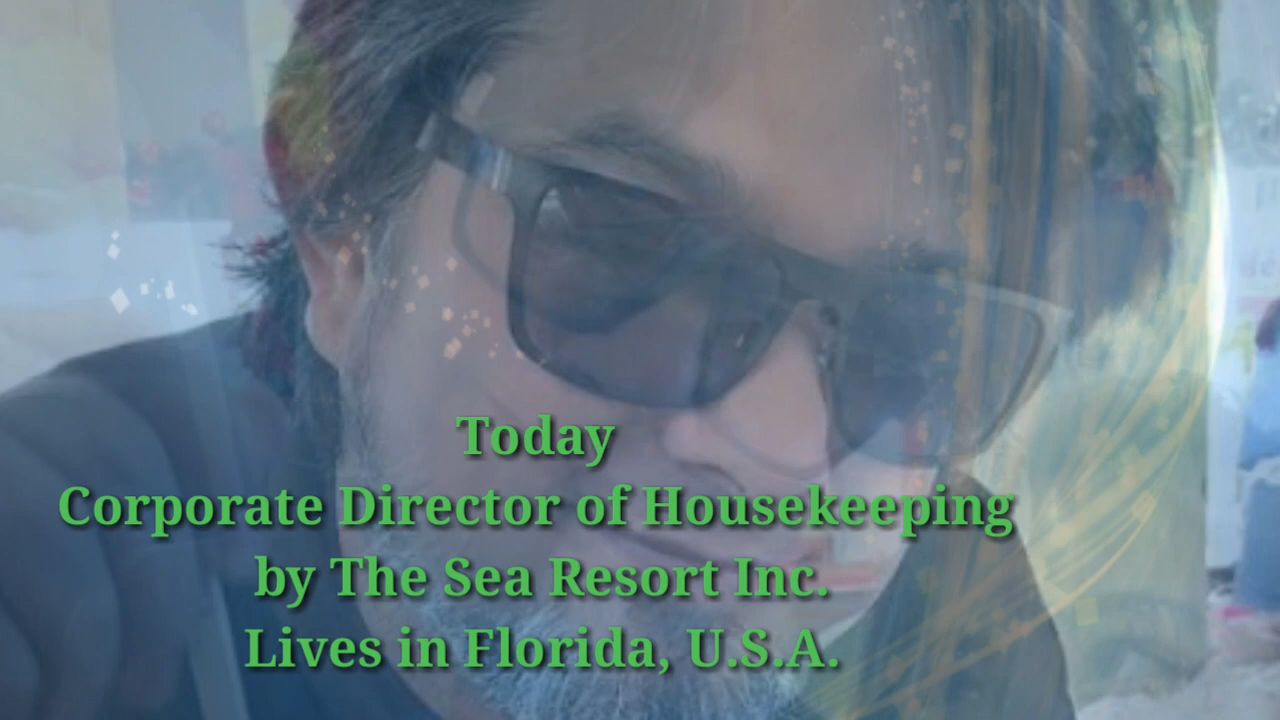 Today
Corporate Director of Housekeeping
by The Sea Resort Inc.
Lives in Florida, U.S.A.